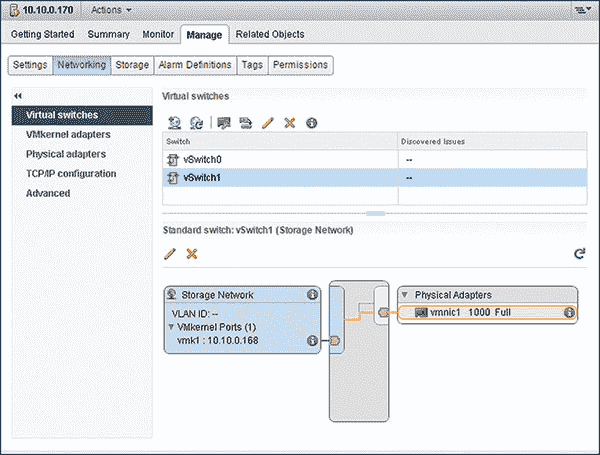 10.10.0.170 Actions
Getting Started Summary Monitor Manage Related Objects
Settings Networking Storage Alarm Definitions Tags Permissions
Virtual switches
VMkernel adapters
Physical adapters
TCP/IP configuration
Advanced
Virtual switches
Switch Discovered Issues
vSwitch0 --
vSwitch1 --
Standard switch: vSwitch1 (Storage Network)
Storage Network
VLAN ID: --
VMkernel Ports (1)
vmk1 : 10.10.0.168
Physical Adapters
vmnic1 1000 Full